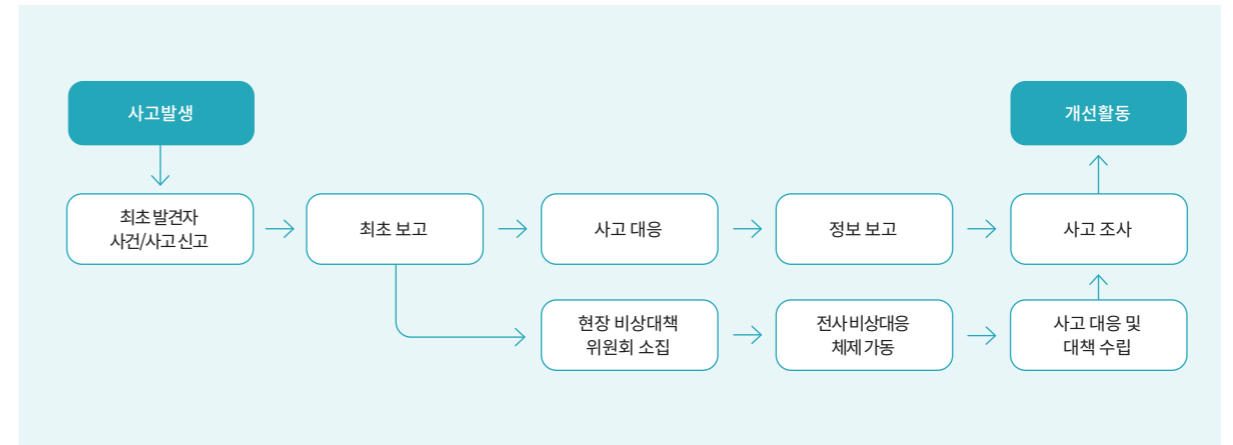 사고발생
개선활동
최초 발견자
사건/사고 신고
최초 보고
사고 대응
정보 보고
사고 조사
현장 비상대책
위원회 소집
전사 비상대응
체제 가동
사고 대응 및
대책 수립